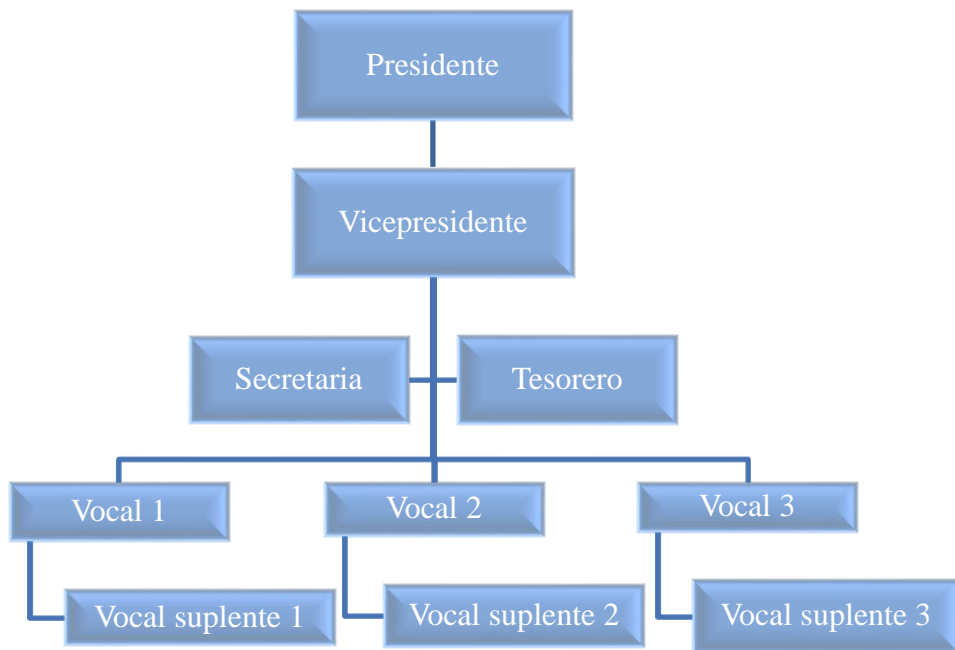 Presidente
Vicepresidente
Secretaria
Tesorero
Vocal 1
Vocal 2
Vocal 3
Vocal suplente 1
Vocal suplente 2
Vocal suplente 3